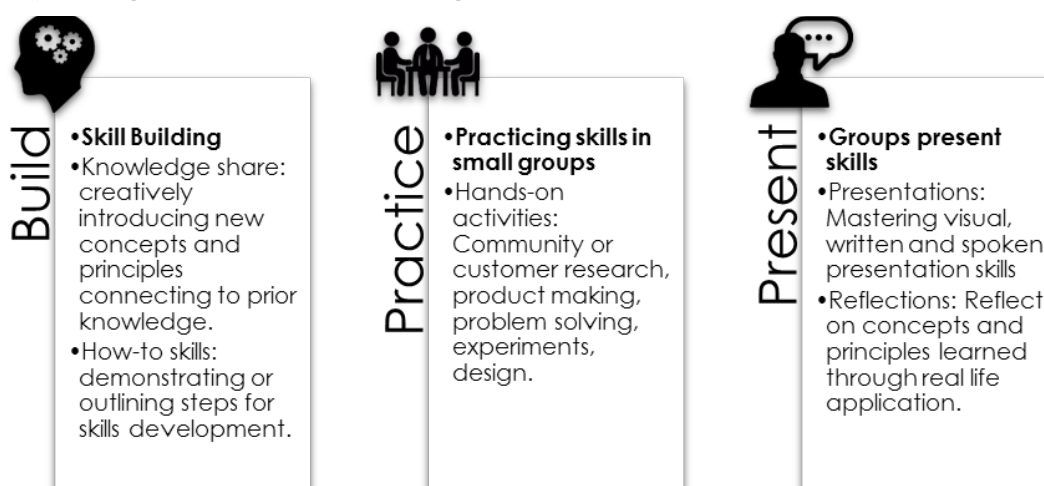 Build
•Skill Building
•Knowledge share:
creatively
introducing new
concepts and
principles
connecting to prior
knowledge.
•How-to skills:
demonstrating or
outlining steps for
skills development.
Practice
•Practicing skills in
small groups
•Hands-on
activities:
Community or
customer research,
product making,
problem solving,
experiments,
design.
Present
•Groups present
skills
•Presentations:
Mastering visual,
written and spoken
presentation skills
•Reflections: Reflect
on concepts and
principles learned
through real life
application.